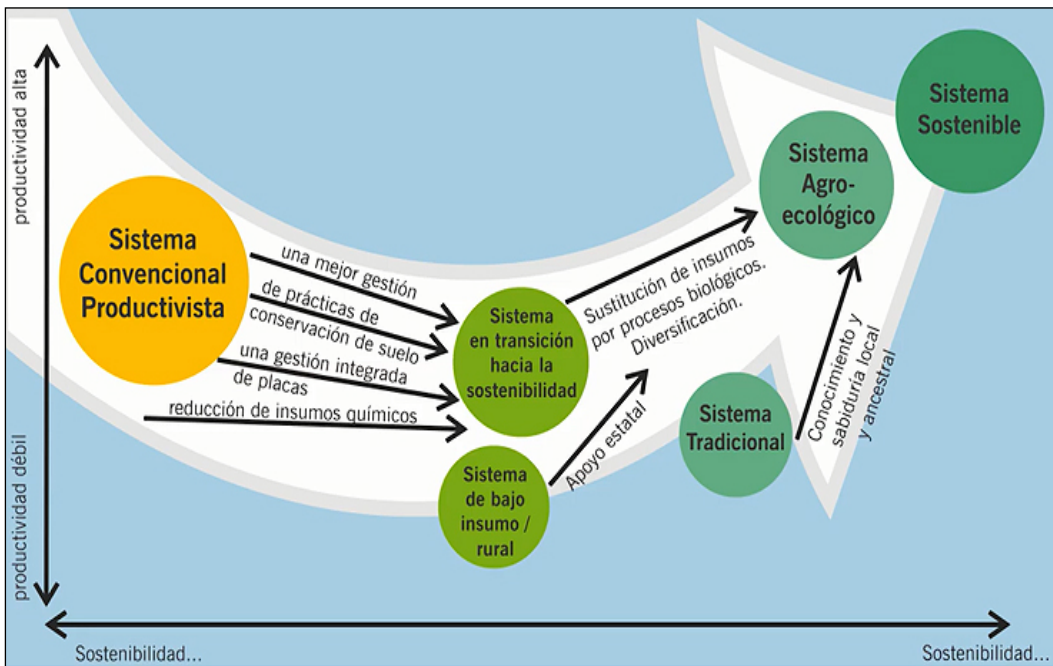 productividad alta
productividad débil
Sistema
Convencional
Productivista
una mejor gestión
de prácticas de
conservación de suelo
una gestión integrada
de placas
reducción de insumos químicos
Sistema
en transición
hacia la
sostenibilidad
Sistema
de bajo
insumo /
rural
Apoyo estatal
Sustitución de insumos
por procesos biológicos.
Diversificación.
Sistema
Tradicional
Conocimiento y
sabiduría local
y ancestral
Sistema
Agro-
ecológico
Sistema
Sostenible
Sostenibilidad...
Sostenibilidad...